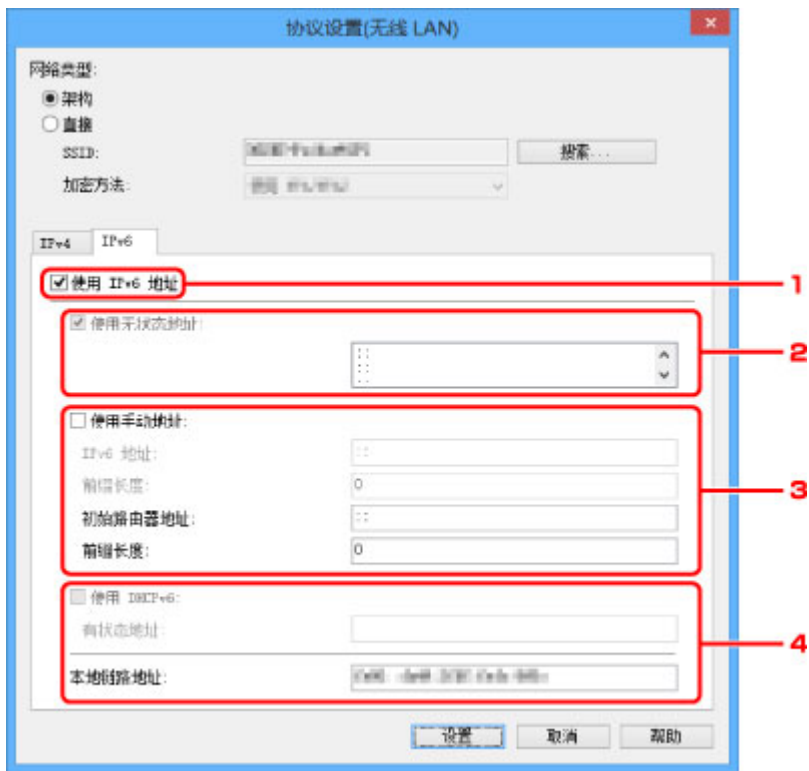 协议设置(无线 LAN)
网络类型:
架构
直接
SSID:
搜索...
加密方法:
使用
IPv4 IPv6
使用 IPv6 地址
1
使用无状态地址:
::
::
2
使用手动地址:
IPv6 地址: ::
前缀长度: 0
3
初始路由器地址: ::
前缀长度: 0
使用 DHCPv6:
有状态地址:
4
本地链路地址:
设置 取消 帮助